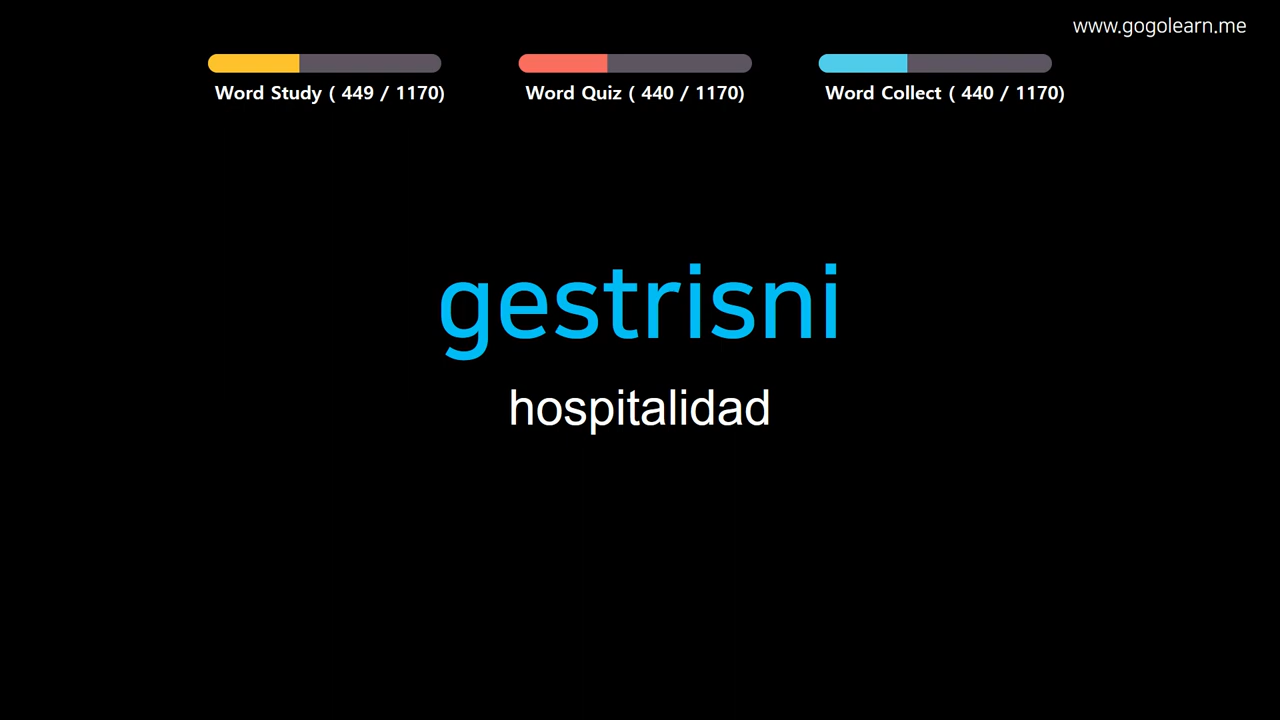 www.gogolearn.me
Word Study ( 449 / 1170)
Word Quiz ( 440 / 1170)
Word Collect ( 440 / 1170)
gestrisni
hospitalidad